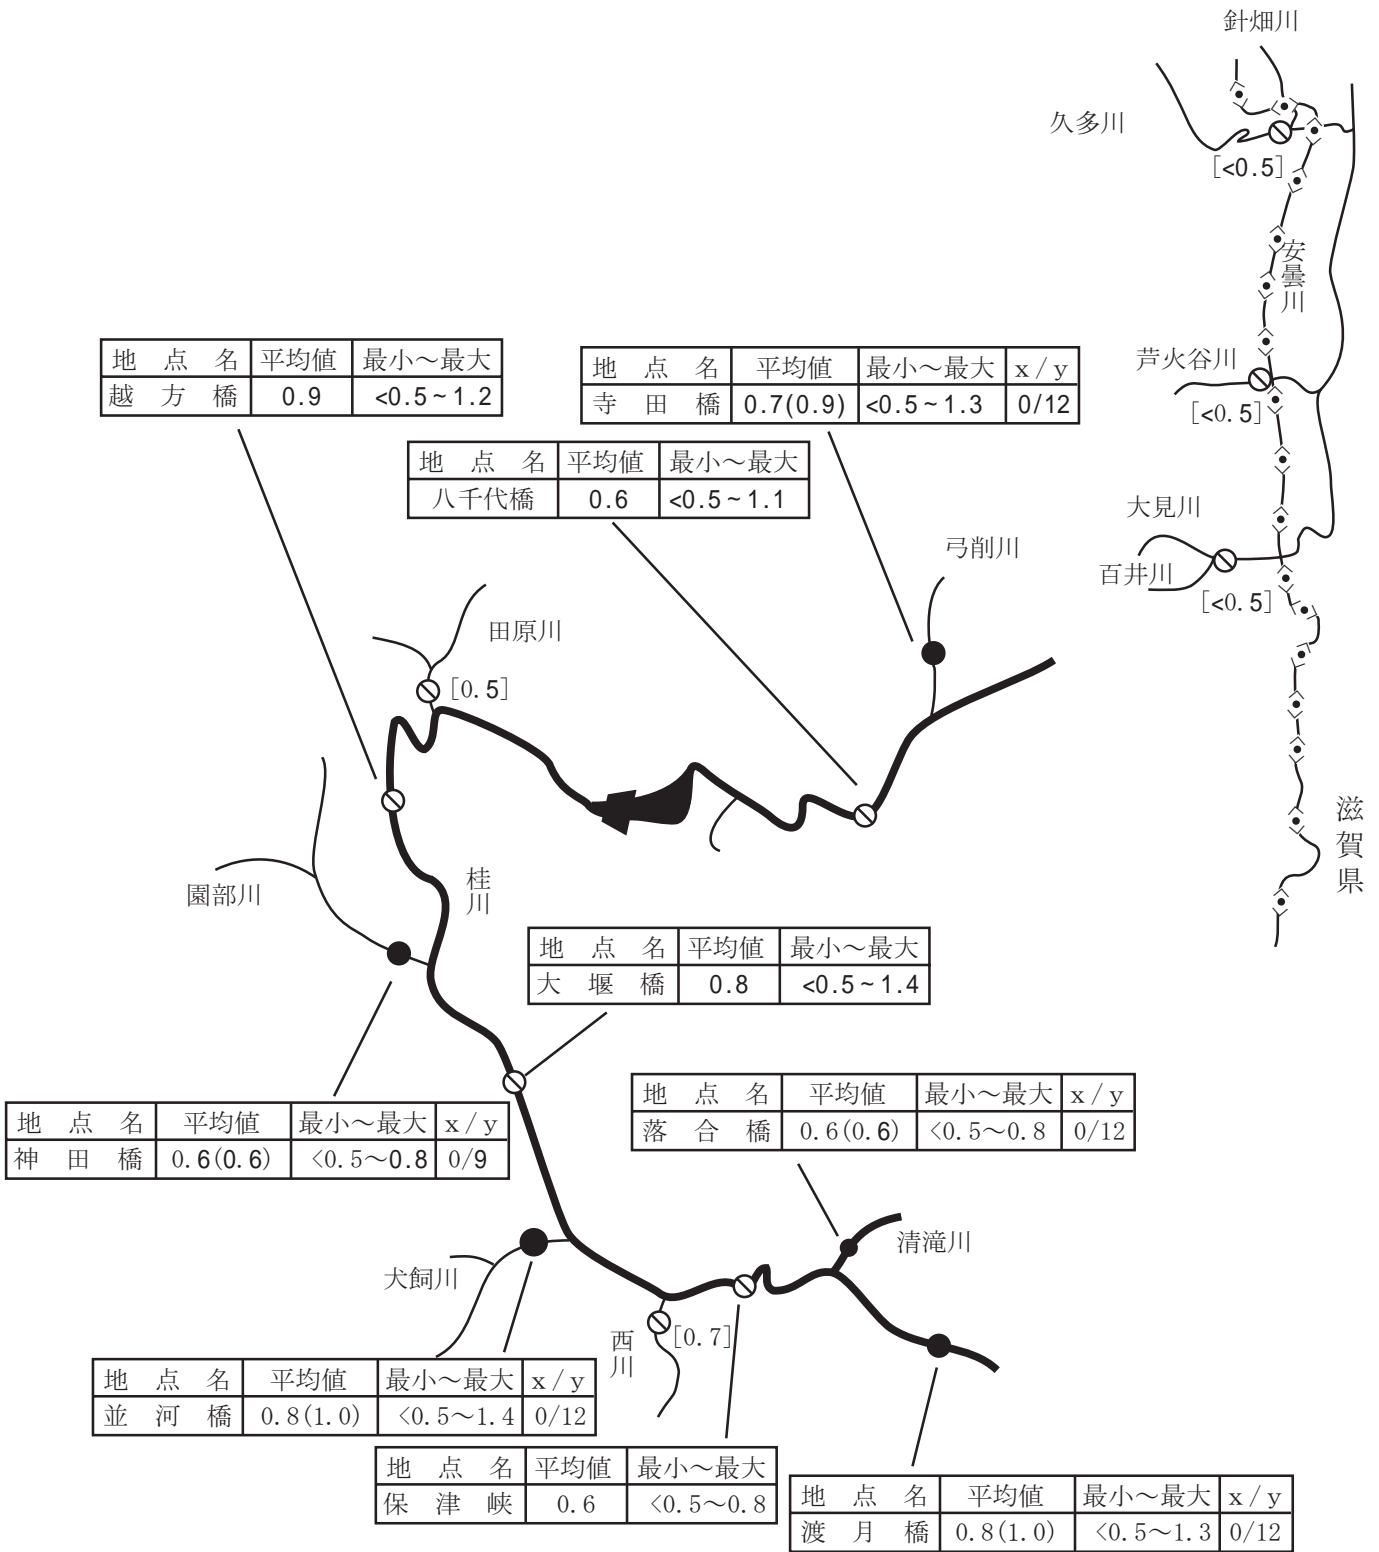 針畑川
久多川
[<0.5]
安曇川
芦火谷川
[<0.5]
大見川
百井川
[<0.5]
滋賀県
地 点 名 平均値 最小～最大
越 方 橋 0.9 <0.5~1.2
地 点 名 平均値 最小～最大 x/y
寺 田 橋 0.7(0.9) <0.5~1.3 0/12
地 点 名 平均値 最小～最大
八千代橋 0.6 <0.5~1.1
弓削川
田原川
[0.5]
園部川
桂川
地 点 名 平均値 最小～最大
大 堰 橋 0.8 <0.5~1.4
地 点 名 平均値 最小～最大 x/y
神 田 橋 0.6(0.6) <0.5～0.8 0/9
地 点 名 平均値 最小～最大 x/y
落 合 橋 0.6(0.6) <0.5～0.8 0/12
清滝川
犬飼川
西川
[0.7]
地 点 名 平均値 最小～最大 x/y
並 河 橋 0.8(1.0) <0.5～1.4 0/12
地 点 名 平均値 最小～最大
保 津 峡 0.6 <0.5～0.8
地 点 名 平均値 最小～最大 x/y
渡 月 橋 0.8(1.0) <0.5～1.3 0/12